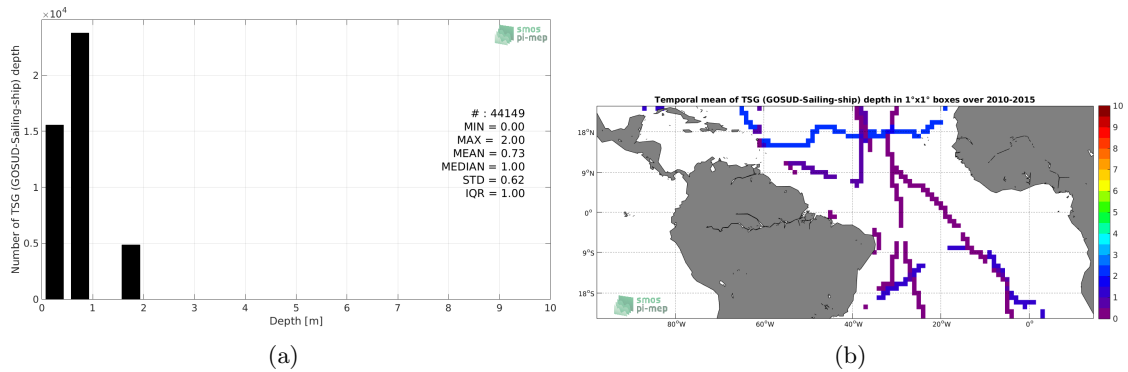 ×10⁴
smos
pi-mep
2
1.5
1
0.5
0
Number of TSG (GOSUD-Sailing-ship) depth
# : 44149
MIN = 0.00
MAX = 2.00
MEAN = 0.73
MEDIAN = 1.00
STD = 0.62
IQR = 1.00
0 1 2 3 4 5 6 7 8 9 10
Depth [m]
(a)
Temporal mean of TSG (GOSUD-Sailing-ship) depth in 1°x1° boxes over 2010-2015
18°N
9°N
0°
9°S
18°S
80°W 60°W 40°W 20°W 0°
smos
pi-mep
10
9
8
7
6
5
4
3
2
1
0
(b)